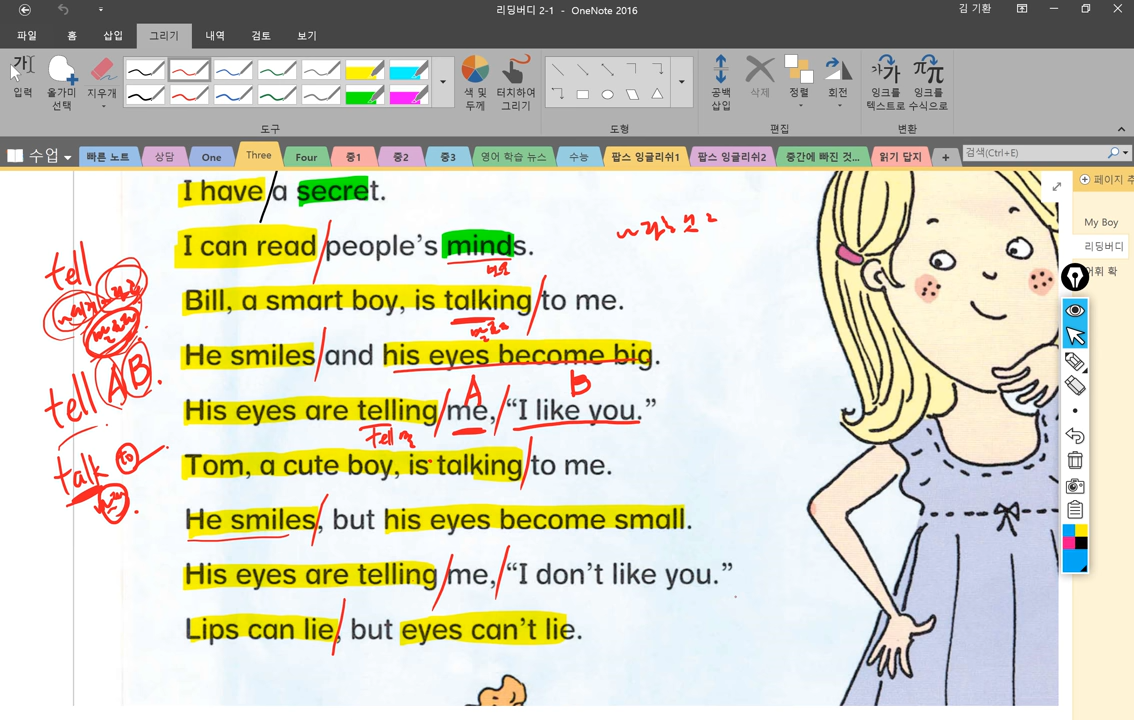 리딩버디 2-1 - OneNote 2016
김 기환
파일 홈 삽입 그리기 내역 검토 보기
입력 올가미 선택 지우개 색 및 두께 터치하여 그리기 공백 삽입 삭제 정렬 회전 잉크를 텍스트로 잉크를 수식으로
도구 도형 편집 변환
수업 빠른 노트 상담 One Three Four 중1 중2 중3 영어 학습 뉴스 수능 팝스 잉글리쉬1 팝스 잉글리쉬2 중간에 빠진 것... 읽기 답지 + 검색(Ctrl+E)
페이지 추
My Boy
리딩버디
어휘 확
I have a secret.
I can read people's minds.
Bill, a smart boy, is talking to me.
He smiles and his eyes become big.
A B
His eyes are telling me, "I like you."
Tom, a cute boy, is talking to me.
He smiles, but his eyes become small.
His eyes are telling me, "I don't like you."
Lips can lie, but eyes can't lie.
tell
tell A B.
talk to